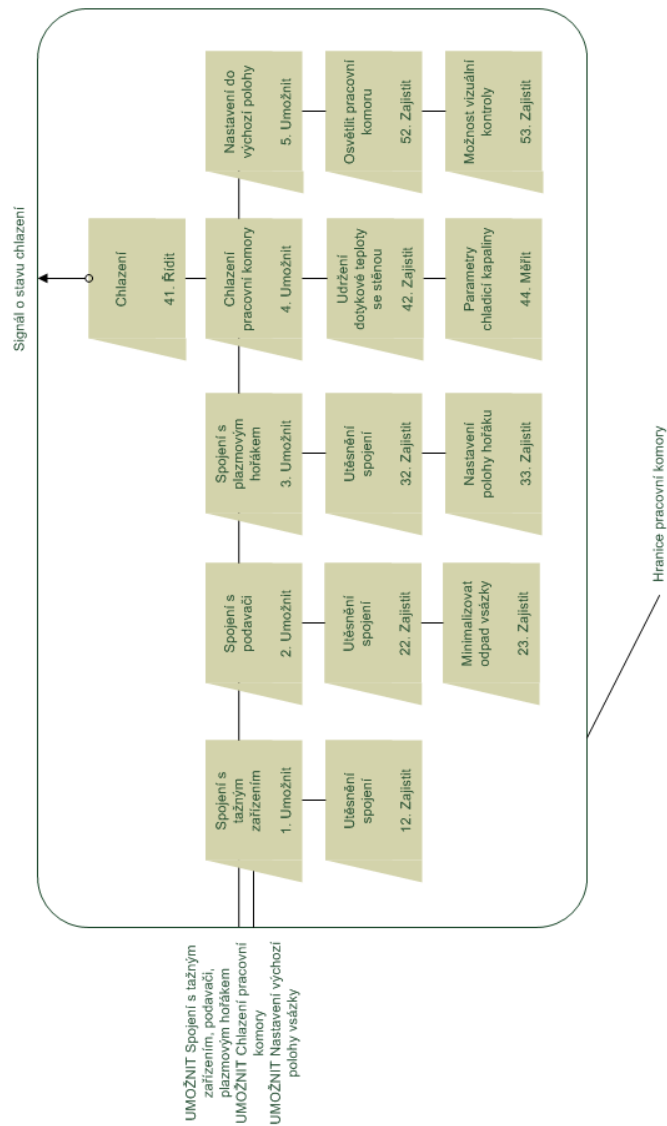 Signál o stavu chlazení
UMOŽNIT Spojení s tažným
zařízením, podavači,
plazmovým hořákem
UMOŽNIT Chlazení pracovní
komory
UMOŽNIT Nastavení výchozí
polohy vsázky
Spojení s
tažným
zařízením
1. Umožnit
Utěsnění
spojení
12. Zajistit
Spojení s
podavači
2. Umožnit
Utěsnění
spojení
22. Zajistit
Minimalizovat
odpad vsázky
23. Zajistit
Spojení s
plazmovým
hořákem
3. Umožnit
Utěsnění
spojení
32. Zajistit
Nastavení
polohy hořáku
33. Zajistit
Chlazení
41. Řídit
Chlazení
pracovní komory
4. Umožnit
Udržení
dotykové teploty
se stěnou
42. Zajistit
Parametry
chladicí kapaliny
44. Měřit
Nastavení do
výchozí polohy
5. Umožnit
Osvětlit pracovní
komoru
52. Zajistit
Možnost vizuální
kontroly
53. Zajistit
Hranice pracovní komory